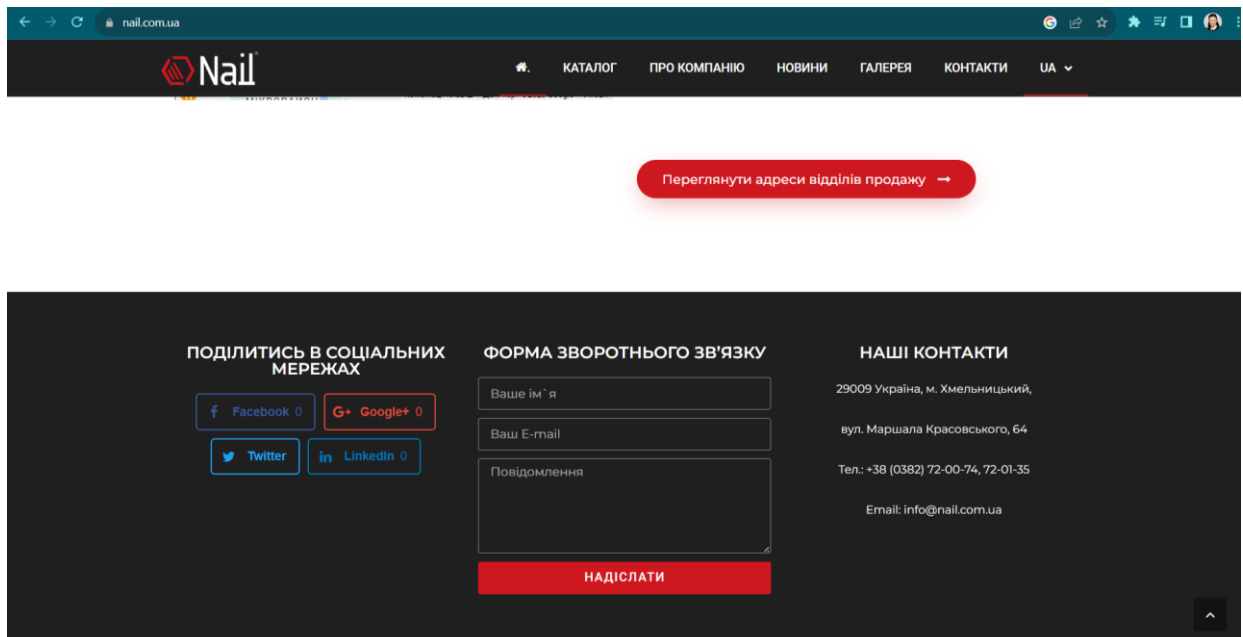 nail.com.ua
Nail
КАТАЛОГ
ПРО КОМПАНІЮ
НОВИНИ
ГАЛЕРЕЯ
КОНТАКТИ
UA
Переглянути адреси відділів продажу →
ПОДІЛИТИСЬ В СОЦІАЛЬНИХ
МЕРЕЖАХ
Facebook 0
G+ Google+ 0
Twitter
in LinkedIn 0
ФОРМА ЗВОРОТНЬОГО ЗВ'ЯЗКУ
Ваше ім`я
Ваш E-mail
Повідомлення
НАДІСЛАТИ
НАШІ КОНТАКТИ
29009 Україна, м. Хмельницький,
вул. Маршала Красовського, 64
Тел.: +38 (0382) 72-00-74, 72-01-35
Email: info@nail.com.ua